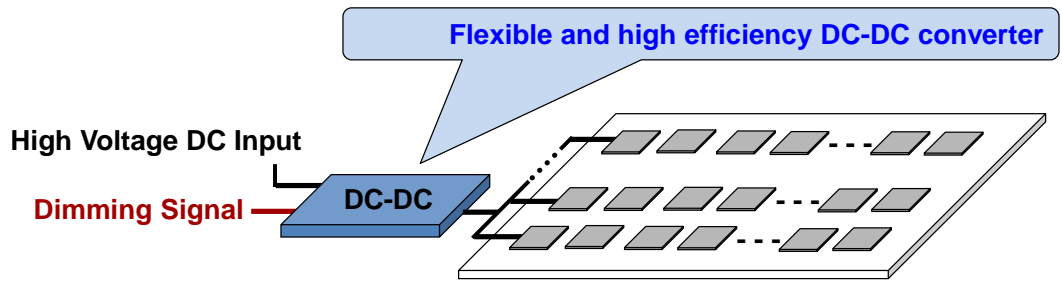 Flexible and high efficiency DC-DC converter
High Voltage DC Input
Dimming Signal
DC-DC